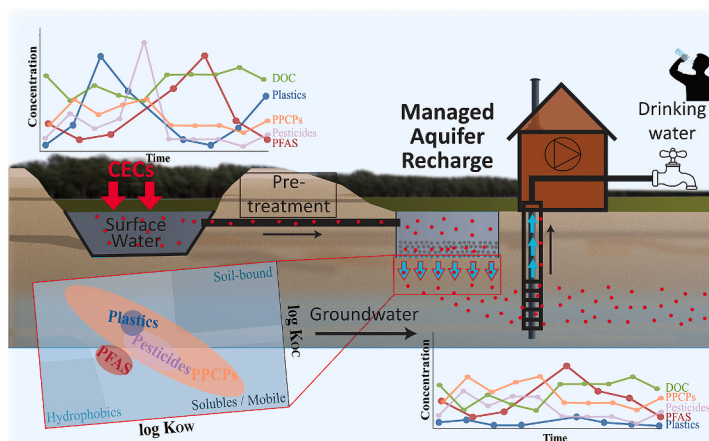 Concentration
DOC
Plastics
PPCPs
Pesticides
PFAS
Time
CECs
Surface
Water
Pre-
treatment
Managed
Aquifer
Recharge
Drinking
water
Groundwater
Soil-bound
Plastics
Pesticides
PFAS
PPCPs
Hydrophobics
Solubles / Mobile
log KOC
log KOW
Concentration
DOC
PPCPs
Pesticides
PFAS
Plastics
Time